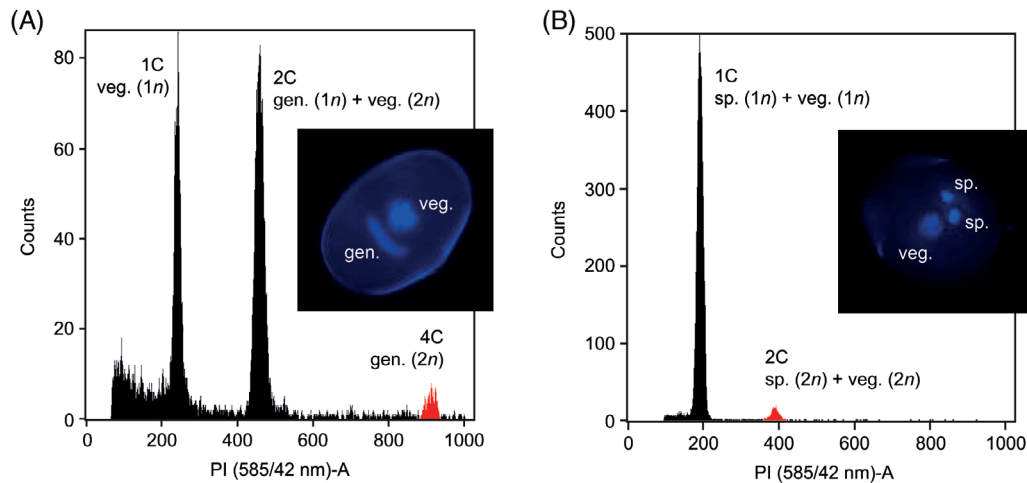 (A)
80
60
40
20
0
Counts
1C
veg. (1n)
2C
gen. (1n) + veg. (2n)
veg.
gen.
4C
gen. (2n)
0
200
400
600
800
1000
PI (585/42 nm)-A
(B)
500
400
300
200
100
0
Counts
1C
sp. (1n) + veg. (1n)
sp.
sp.
veg.
2C
sp. (2n) + veg. (2n)
0
200
400
600
800
1000
PI (585/42 nm)-A